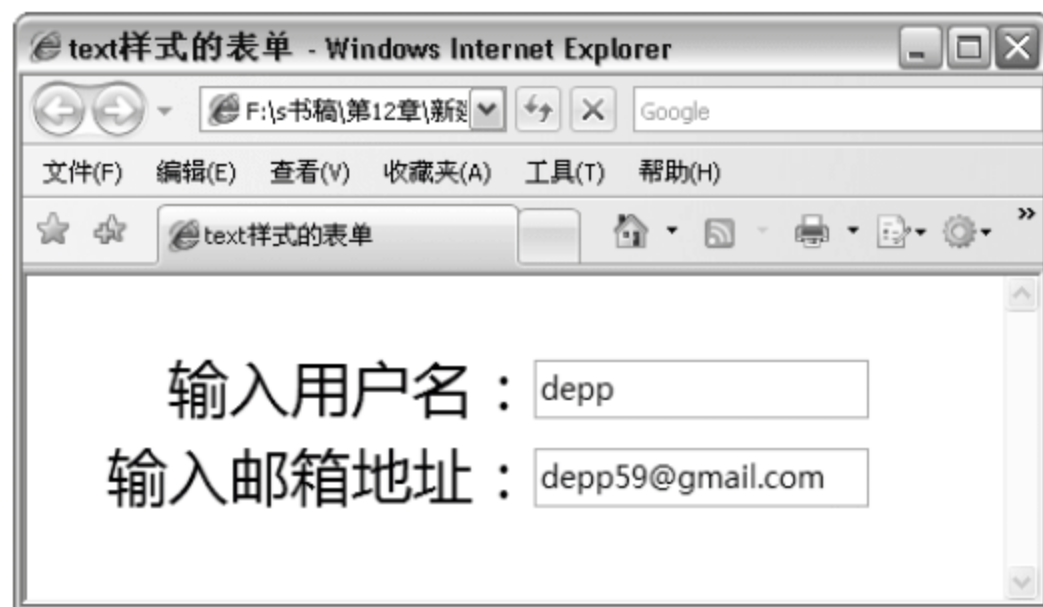 text样式的表单 - Windows Internet Explorer
F:\s书稿\第12章\新建 Google
文件(F) 编辑(E) 查看(V) 收藏夹(A) 工具(T) 帮助(H)
text样式的表单
输入用户名：depp
输入邮箱地址：depp59@gmail.com